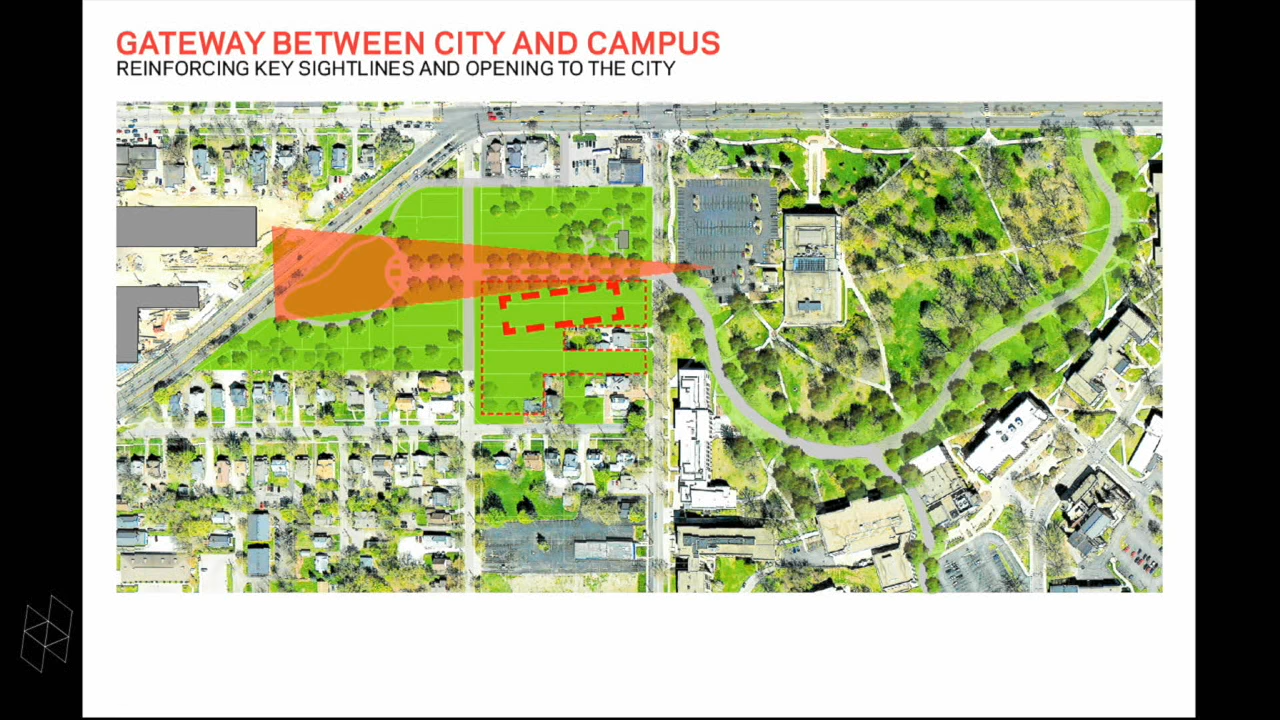 GATEWAY BETWEEN CITY AND CAMPUS
REINFORCING KEY SIGHTLINES AND OPENING TO THE CITY